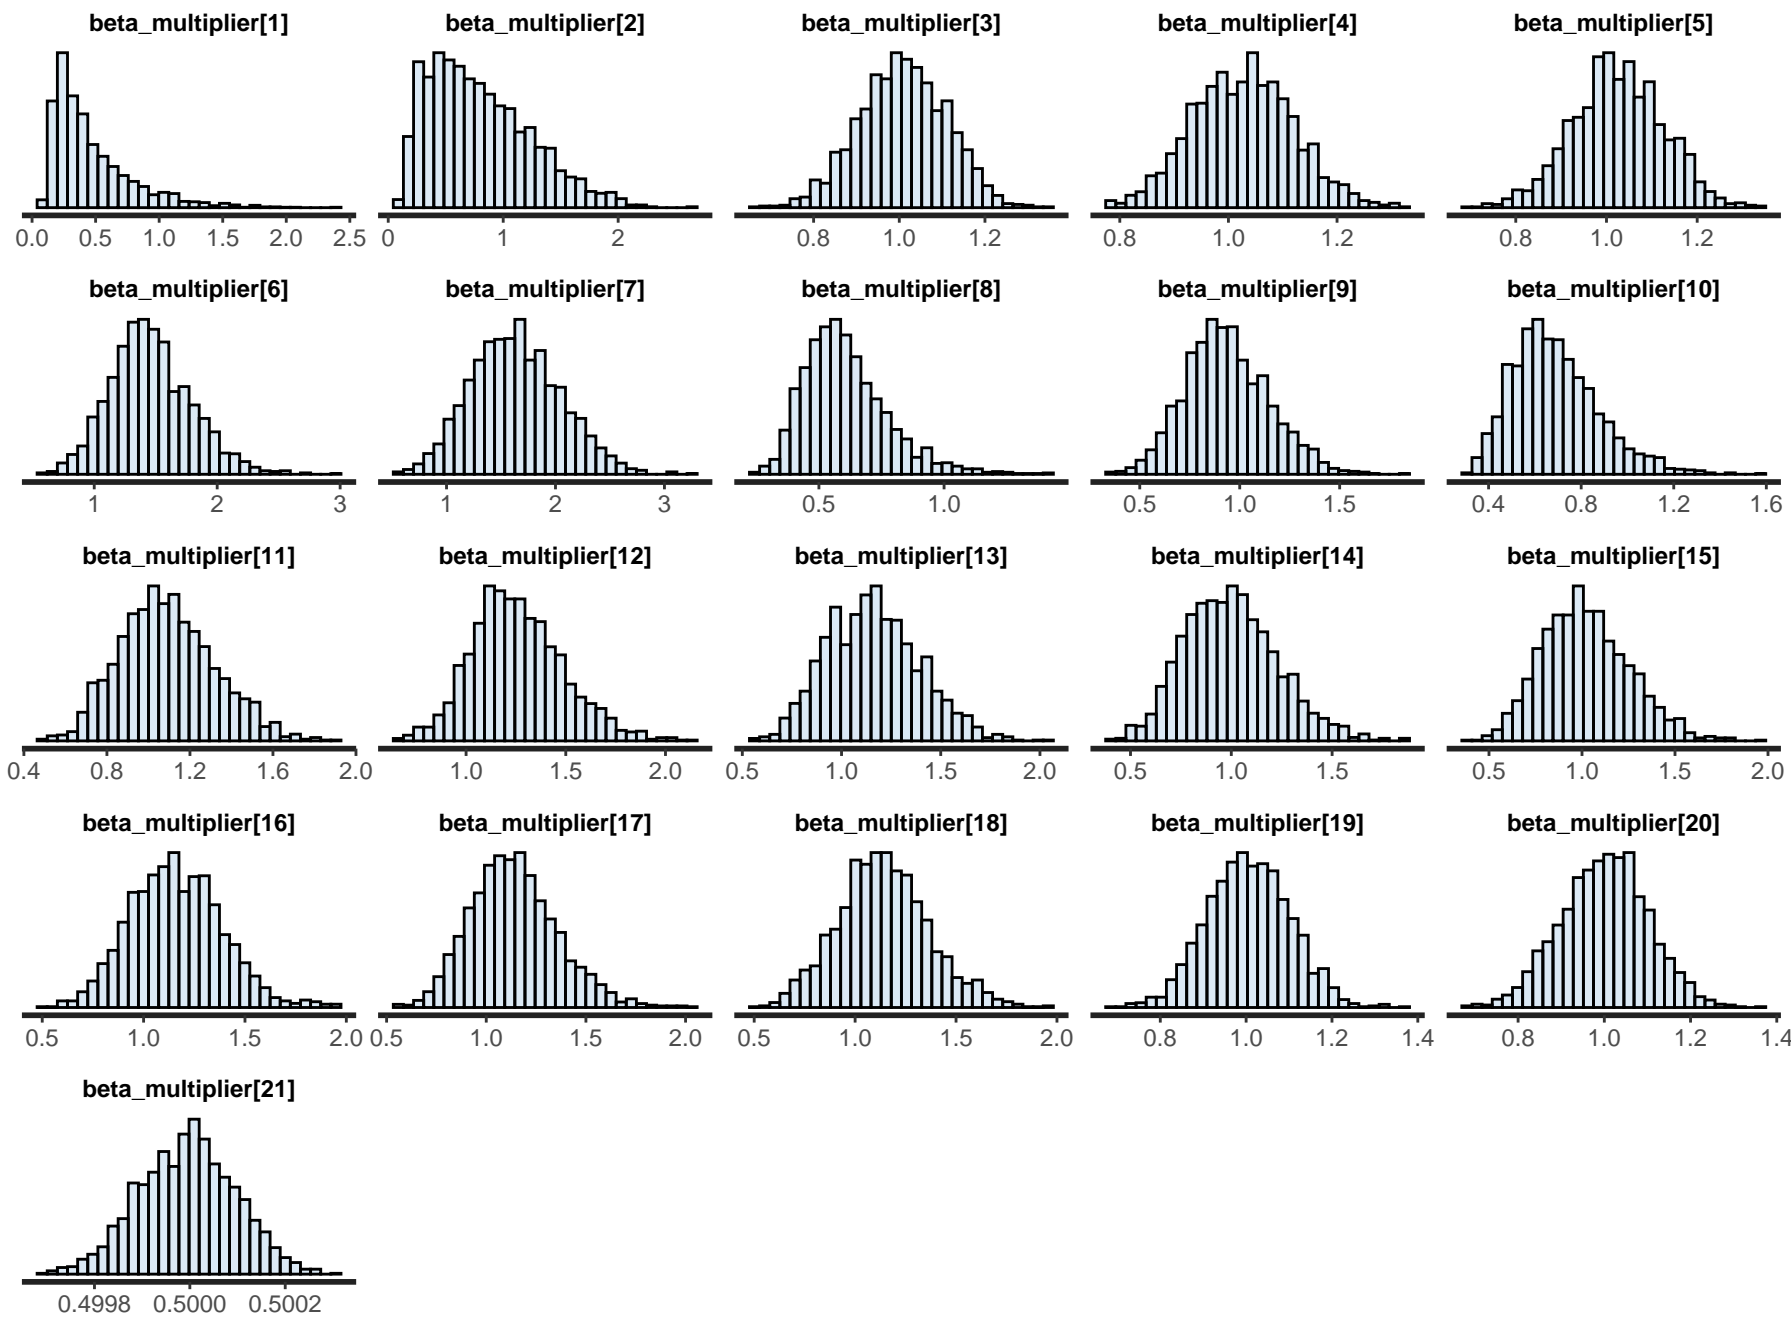 beta_multiplier[1] beta_multiplier[2] beta_multiplier[3] beta_multiplier[4] beta_multiplier[5]
0.0 0.5 1.0 1.5 2.0 2.5 0 1 2 0.8 1.0 1.2 0.8 1.0 1.2 0.8 1.0 1.2
beta_multiplier[6] beta_multiplier[7] beta_multiplier[8] beta_multiplier[9] beta_multiplier[10]
1 2 3 1 2 3 0.5 1.0 0.5 1.0 1.5 0.4 0.8 1.2 1.6
beta_multiplier[11] beta_multiplier[12] beta_multiplier[13] beta_multiplier[14] beta_multiplier[15]
0.4 0.8 1.2 1.6 2.0 1.0 1.5 2.0 0.5 1.0 1.5 2.0 0.5 1.0 1.5 0.5 1.0 1.5 2.0
beta_multiplier[16] beta_multiplier[17] beta_multiplier[18] beta_multiplier[19] beta_multiplier[20]
0.5 1.0 1.5 2.0 0.5 1.0 1.5 2.0 0.5 1.0 1.5 2.0 0.8 1.0 1.2 1.4 0.8 1.0 1.2 1.4
beta_multiplier[21]
0.4998 0.5000 0.5002